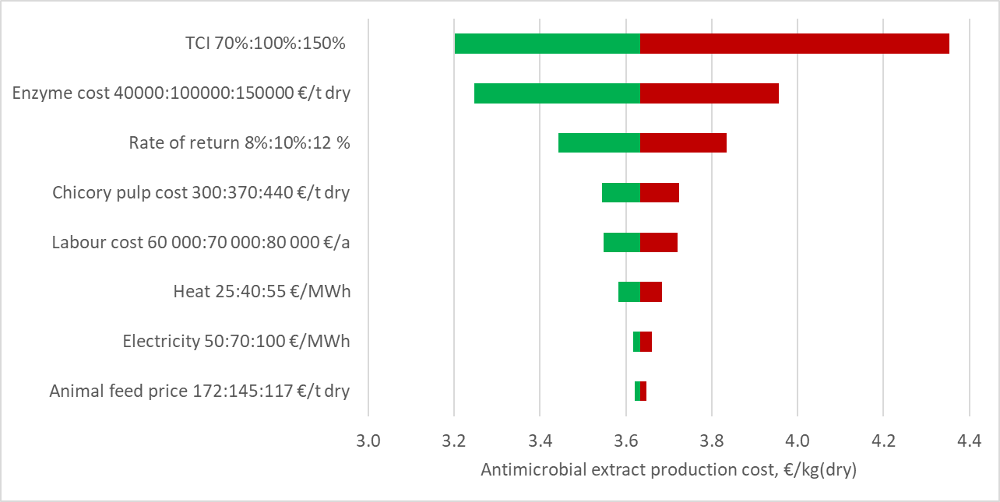 TCI 70%:100%:150%
Enzyme cost 40000:100000:150000 €/t dry
Rate of return 8%:10%:12 %
Chicory pulp cost 300:370:440 €/t dry
Labour cost 60 000:70 000:80 000 €/a
Heat 25:40:55 €/MWh
Electricity 50:70:100 €/MWh
Animal feed price 172:145:117 €/t dry
3.0 3.2 3.4 3.6 3.8 4.0 4.2 4.4
Antimicrobial extract production cost, €/kg(dry)